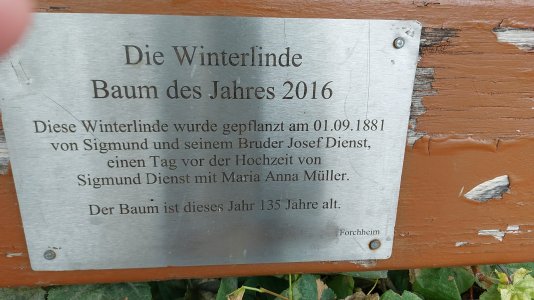 Die Winterlinde
Baum des Jahres 2016
Diese Winterlinde wurde gepflanzt am 01.09.1881
von Sigmund und seinem Bruder Josef Dienst,
einen Tag vor der Hochzeit von
Sigmund Dienst mit Maria Anna Müller.
Der Baum ist dieses Jahr 135 Jahre alt.
Forchheim